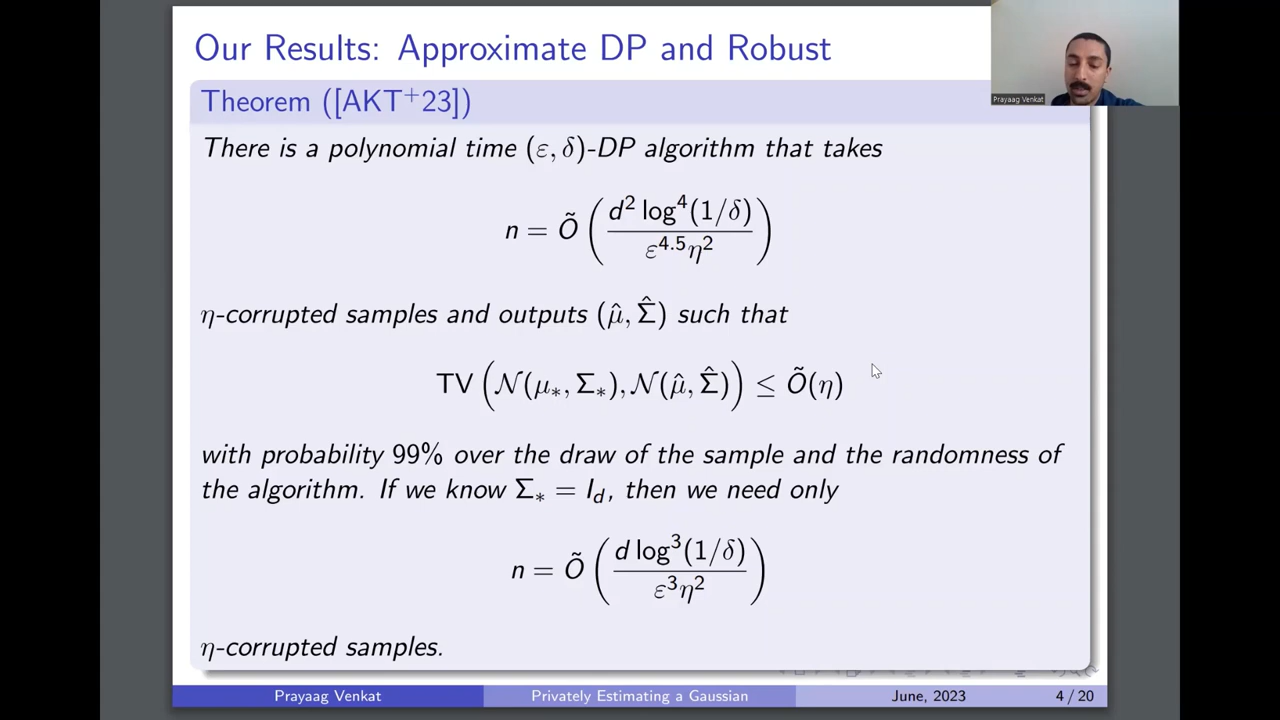 Our Results: Approximate DP and Robust
Prayaag Venkat
Theorem ([AKT⁺23])
There is a polynomial time (ε, δ)-DP algorithm that takes
n = Õ ( d² log⁴(1/δ) / ε⁴·⁵η² )
η-corrupted samples and outputs (μ̂, Σ̂) such that
TV ( 𝒩(μ∗, Σ∗), 𝒩(μ̂, Σ̂) ) ≤ Õ(η)
with probability 99% over the draw of the sample and the randomness of
the algorithm. If we know Σ∗ = I_d, then we need only
n = Õ ( d log³(1/δ) / ε³η² )
η-corrupted samples.
Prayaag Venkat Privately Estimating a Gaussian June, 2023 4 / 20